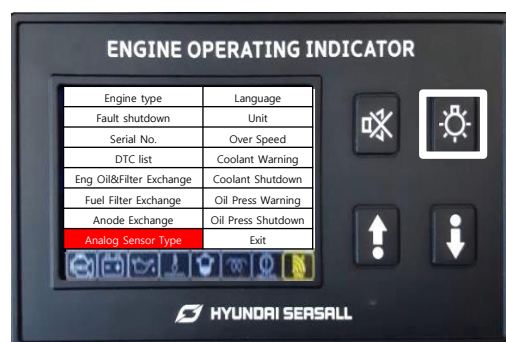 ENGINE OPERATING INDICATOR
Engine type Language
Fault shutdown Unit
Serial No. Over Speed
DTC list Coolant Warning
Eng Oil&Filter Exchange Coolant Shutdown
Fuel Filter Exchange Oil Press Warning
Anode Exchange Oil Press Shutdown
Analog Sensor Type Exit
HYUNDAI SEASALL